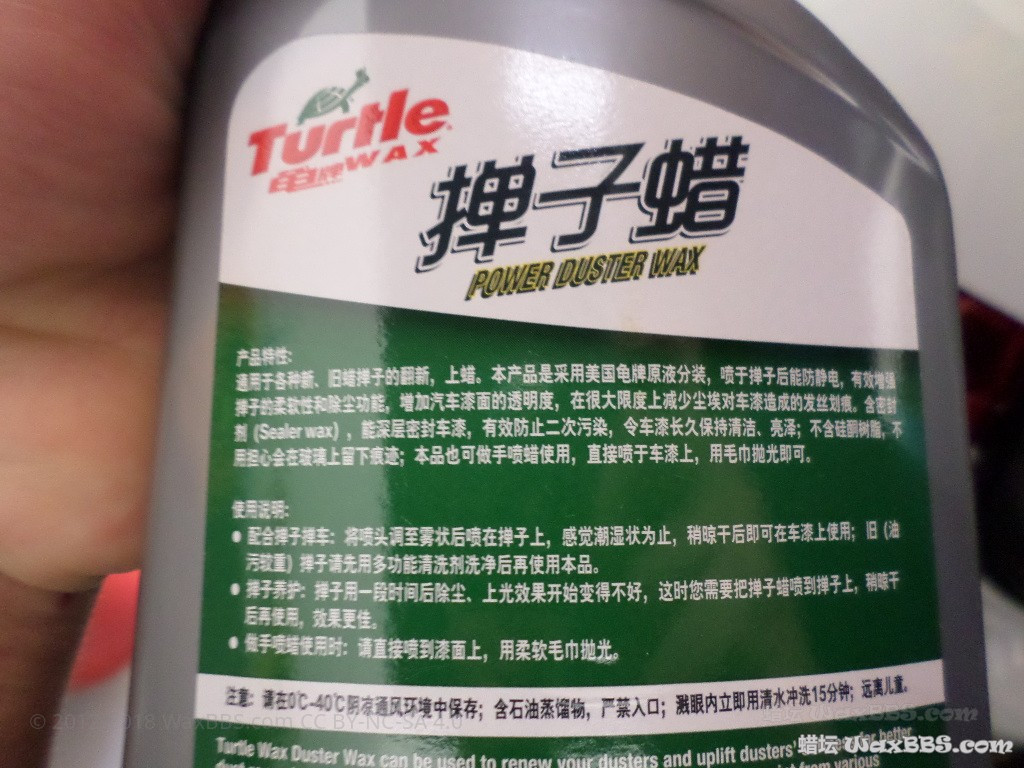 Turtle
龟牌WAX
掸子蜡
POWER DUSTER WAX
产品特性:
适用于各种新、旧蜡掸子的翻新，上蜡。本产品是采用美国龟牌原液分装，喷于掸子后能防静电，有效增强
掸子的柔软性和除尘功能，增加汽车漆面的透明度，在很大限度上减少尘埃对车漆造成的发丝划痕。含密封
剂 (Sealer wax) ，能深层密封车漆，有效防止二次污染，令车漆长久保持清洁、亮泽；不含硅酮树脂，不
用担心会在玻璃上留下痕迹；本品也可做手喷蜡使用，直接喷于车漆上，用毛巾抛光即可。
使用说明:
● 配合掸子掸车: 将喷头调至雾状后喷在掸子上，感觉潮湿状为止，稍晾干后即可在车漆上使用；旧 (油
污较重) 掸子请先用多功能清洗剂洗净后再使用本品。
● 掸子养护: 掸子用一段时间后除尘、上光效果开始变得不好，这时您需要把掸子蜡喷到掸子上，稍晾干
后再使用，效果更佳。
● 做手喷蜡使用时: 请直接喷到漆面上，用柔软毛巾抛光。
注意: 请在0℃-40℃阴凉通风环境中保存；含石油蒸馏物，严禁入口；溅眼内立即用清水冲洗15分钟；远离儿童。
Turtle Wax Duster Wax can be used to renew your dusters and uplift dusters' better
from various
WaxBBS.com CC BY-NC-SA 4.0
蜡坛 WaxBBS.com